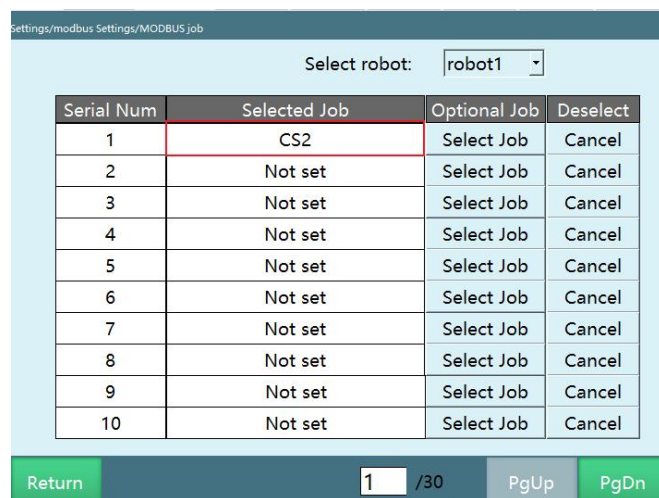 Settings/modbus Settings/MODBUS job
Select robot: robot1
Serial Num Selected Job Optional Job Deselect
1 CS2 Select Job Cancel
2 Not set Select Job Cancel
3 Not set Select Job Cancel
4 Not set Select Job Cancel
5 Not set Select Job Cancel
6 Not set Select Job Cancel
7 Not set Select Job Cancel
8 Not set Select Job Cancel
9 Not set Select Job Cancel
10 Not set Select Job Cancel
Return 1 /30 PgUp PgDn